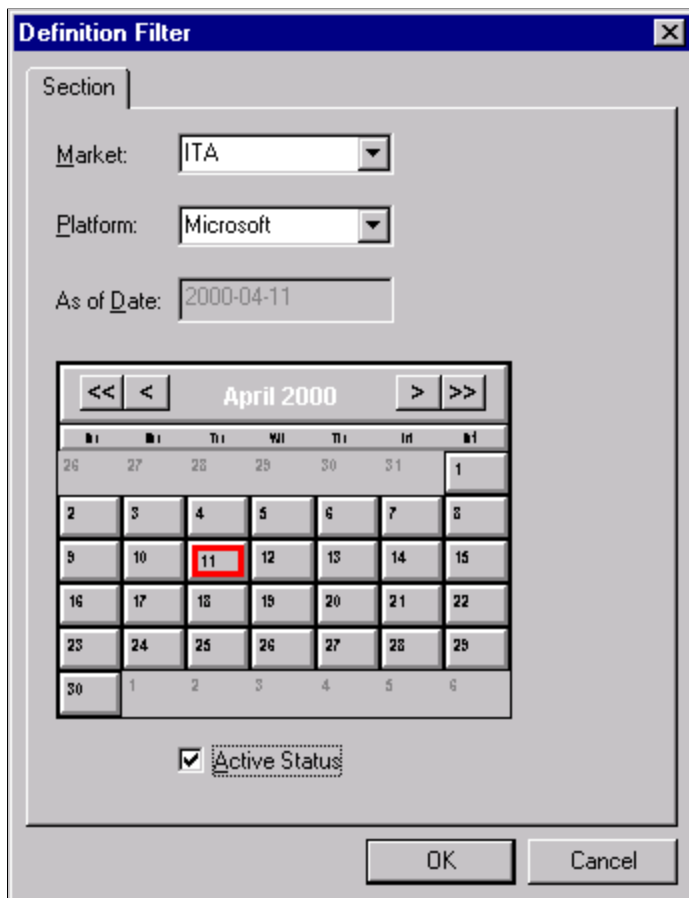 Definition Filter
Section
Market: ITA
Platform: Microsoft
As of Date: 2000-04-11
<< < April 2000 > >>
26 27 28 29 30 31 1
2 3 4 5 6 7 8
9 10 11 12 13 14 15
16 17 18 19 20 21 22
23 24 25 26 27 28 29
30 1 2 3 4 5 6
Active Status
OK Cancel